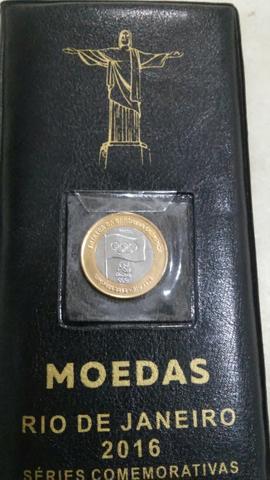 MOEDAS
RIO DE JANEIRO
2016
SÉRIES COMEMORATIVAS